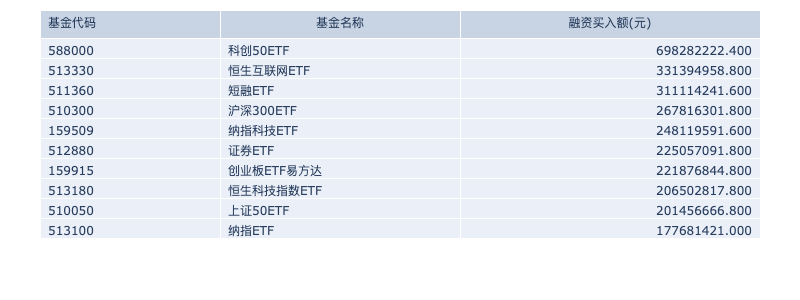 基金代码 基金名称 融资买入额(元)
588000 科创50ETF 698282222.400
513330 恒生互联网ETF 331394958.800
511360 短融ETF 311114241.600
510300 沪深300ETF 267816301.800
159509 纳指科技ETF 248119591.600
512880 证券ETF 225057091.800
159915 创业板ETF易方达 221876844.800
513180 恒生科技指数ETF 206502817.800
510050 上证50ETF 201456666.800
513100 纳指ETF 177681421.000